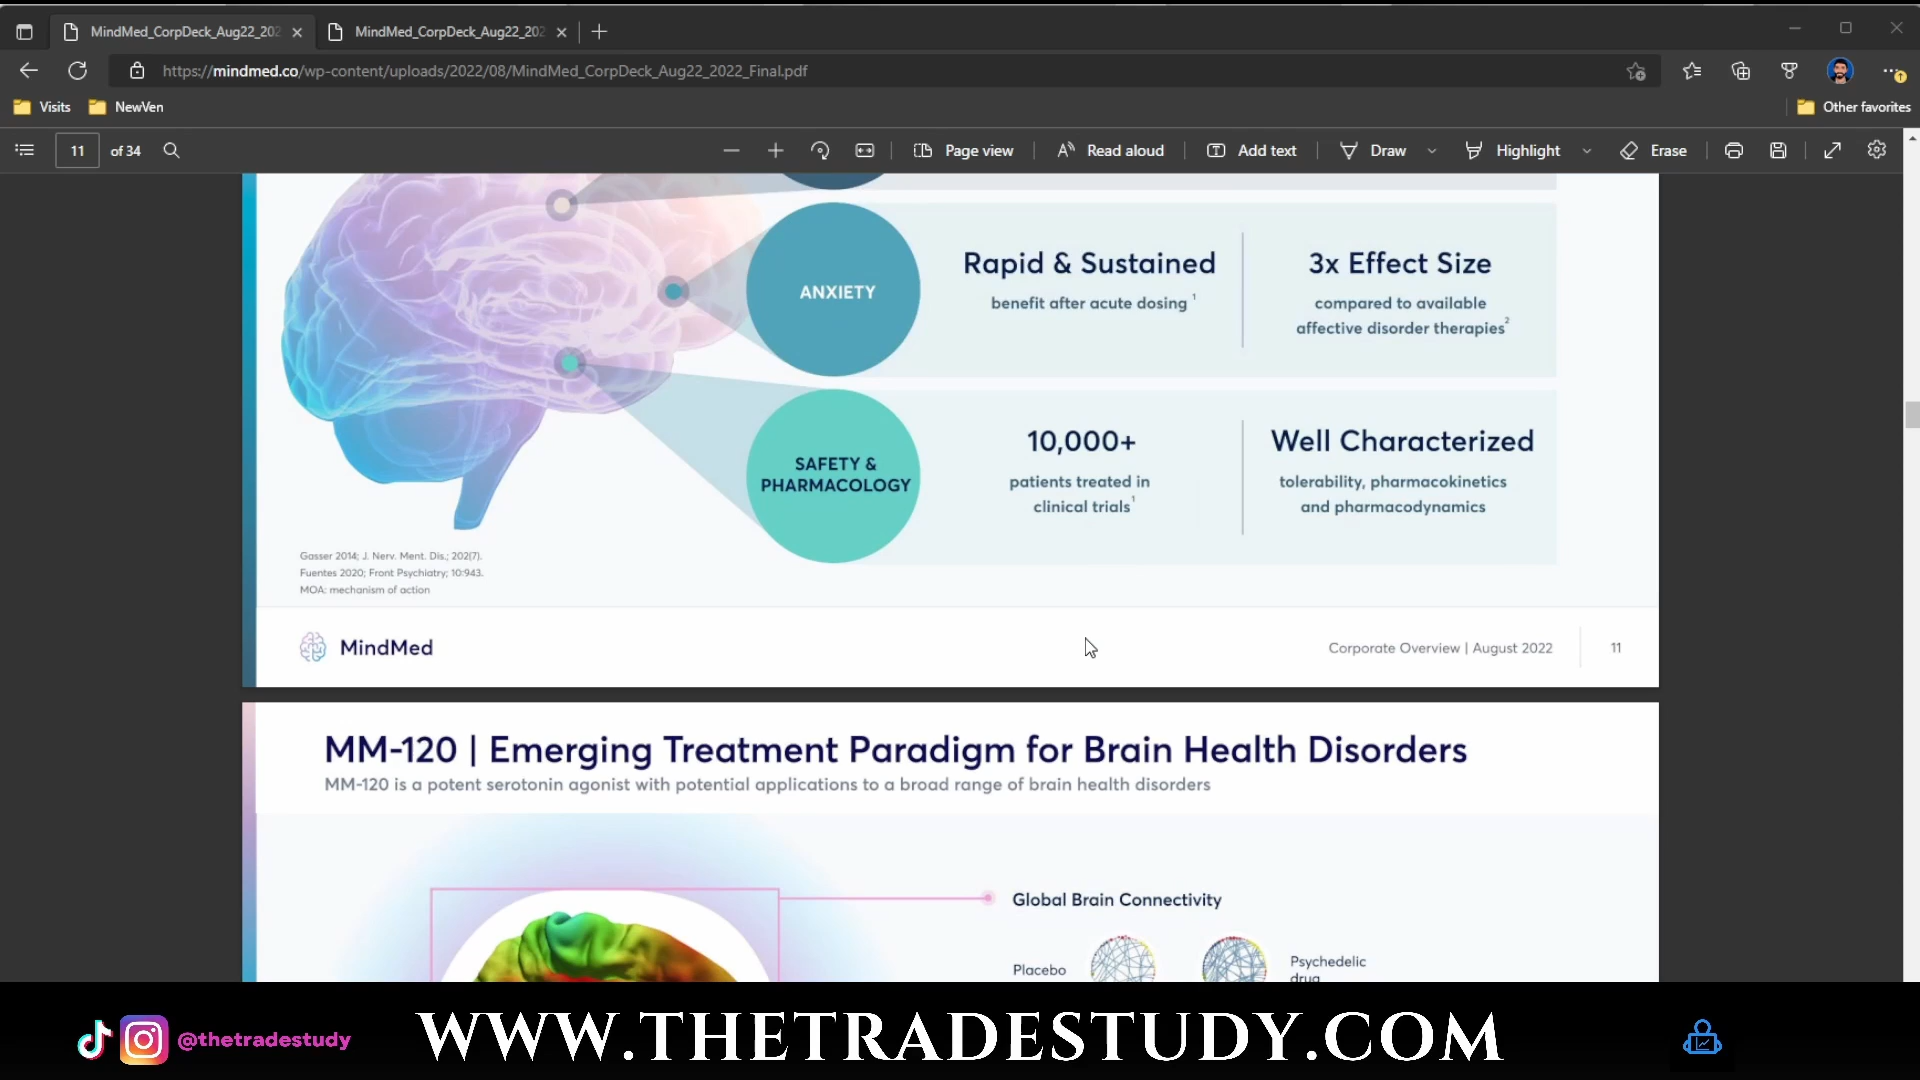 MindMed_CorpDeck_Aug22_202
MindMed_CorpDeck_Aug22_202
https://mindmed.co/wp-content/uploads/2022/08/MindMed_CorpDeck_Aug22_2022_Final.pdf
Visits
NewVen
Other favorites
11 of 34
Page view
Read aloud
Add text
Draw
Highlight
Erase
ANXIETY
Rapid & Sustained
benefit after acute dosing 1
3x Effect Size
compared to available
affective disorder therapies2
SAFETY &
PHARMACOLOGY
10,000+
patients treated in
clinical trials1
Well Characterized
tolerability, pharmacokinetics
and pharmacodynamics
Gasser 2014; J. Nerv. Ment. Dis.; 202(7).
Fuentes 2020; Front Psychiatry; 10:943.
MOA: mechanism of action
MindMed
Corporate Overview | August 2022
11
MM-120 | Emerging Treatment Paradigm for Brain Health Disorders
MM-120 is a potent serotonin agonist with potential applications to a broad range of brain health disorders
Global Brain Connectivity
Placebo
Psychedelic
drug
@thetradestudy
WWW.THETRADESTUDY.COM